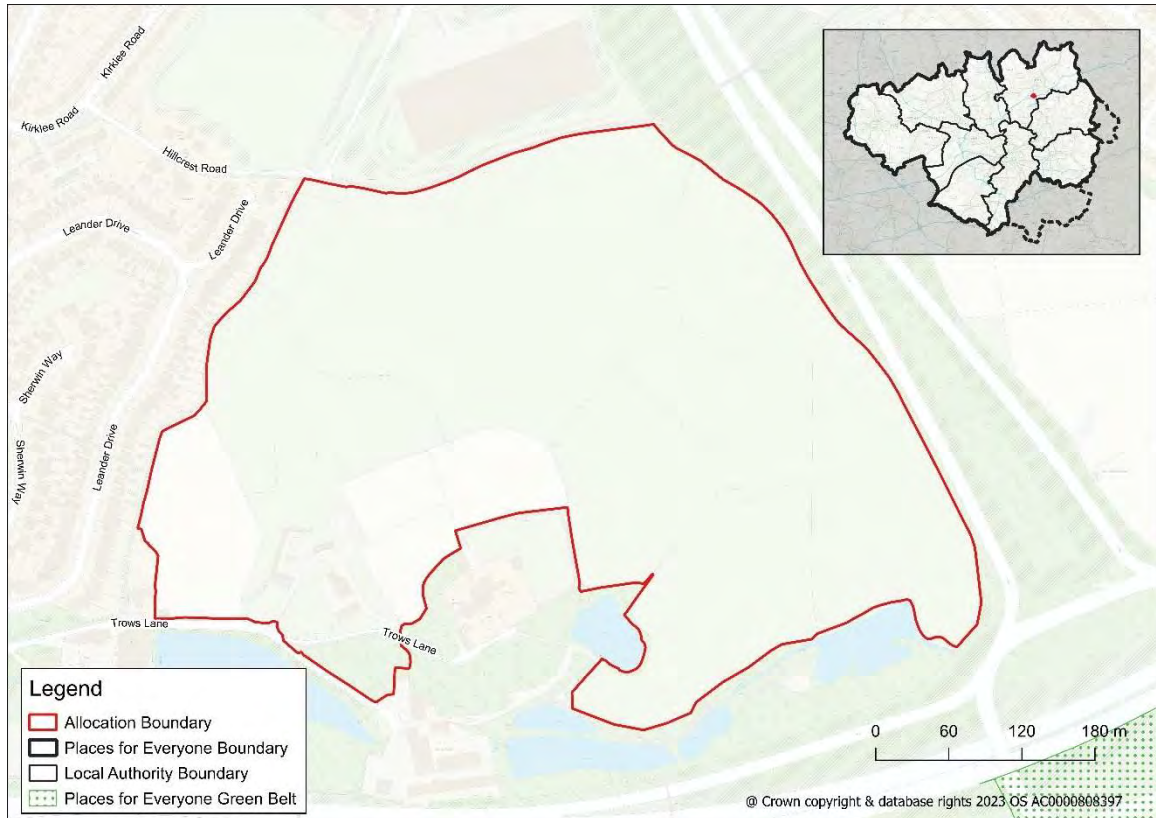 Kirklee Road
Kirklee Road
Hillcrest Road
Leander Drive
Leander Drive
Sherwin Way
Leander Drive
Sherwin Way
Trows Lane
Trows Lane
Legend
Allocation Boundary
Places for Everyone Boundary
Local Authority Boundary
Places for Everyone Green Belt
0 60 120 180 m
@ Crown copyright & database rights 2023 OS AC0000808397